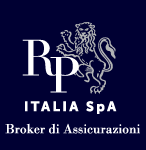 RP
ITALIA SpA
Broker di Assicurazioni